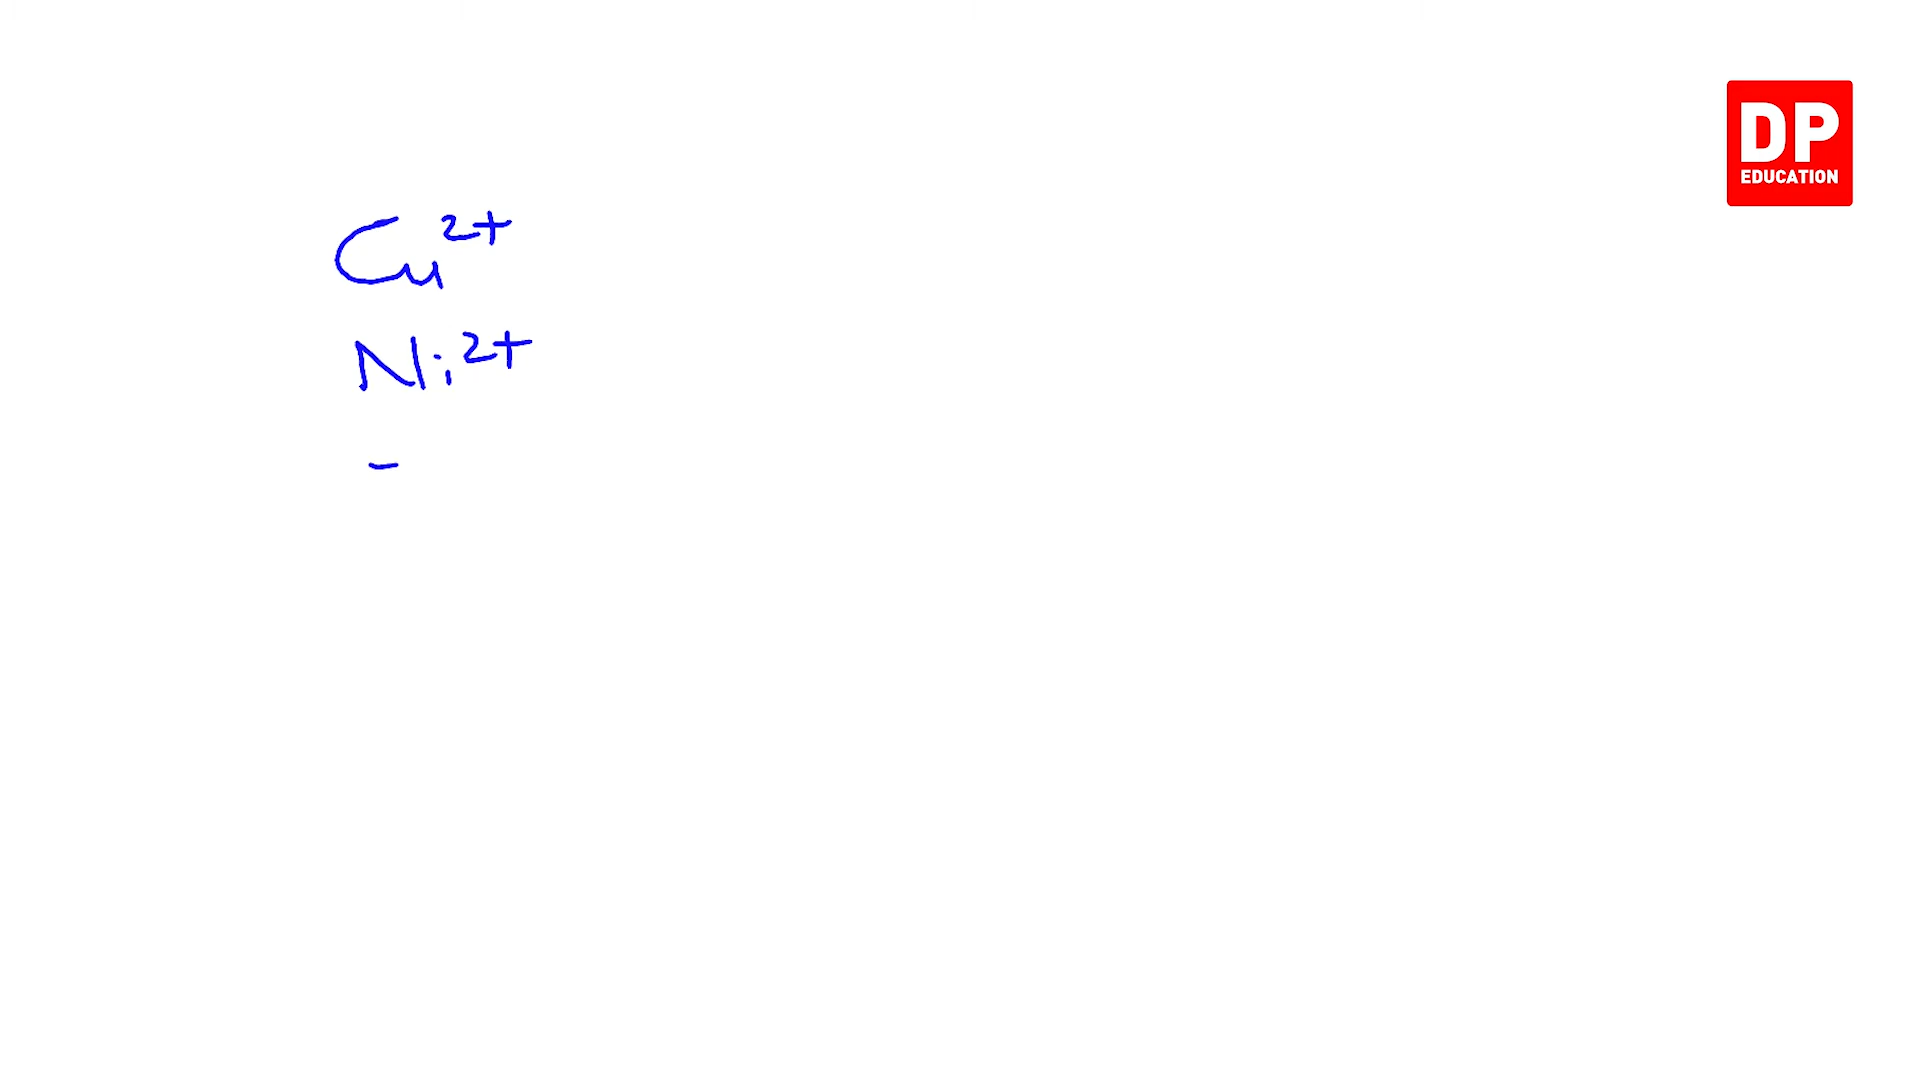 DP
EDUCATION
Cu²⁺
Ni²⁺
-